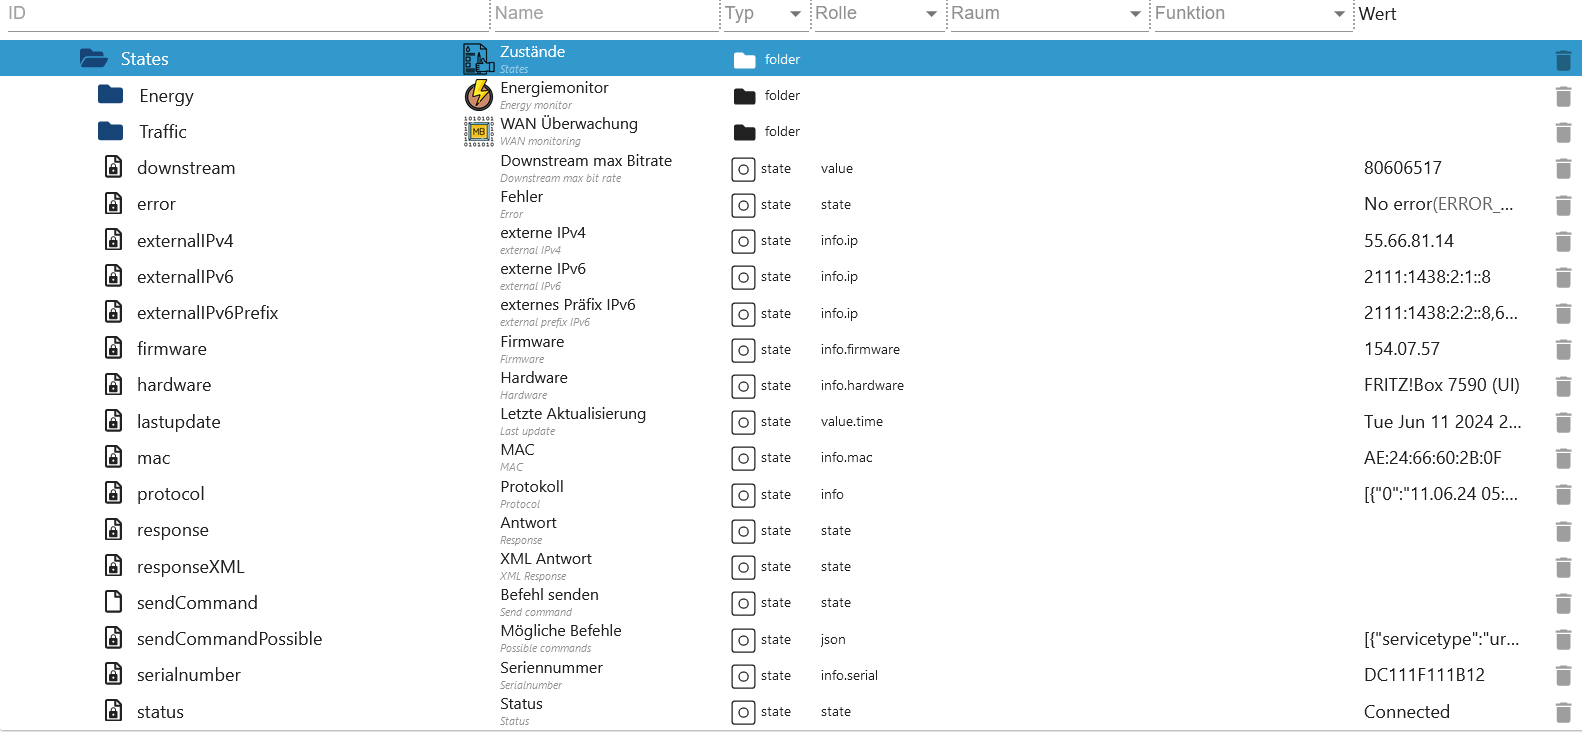 ID Name Typ Rolle Raum Funktion Wert
States Zustände folder
States
Energy Energiemonitor folder
Energy monitor
Traffic WAN Überwachung folder
WAN monitoring
downstream Downstream max Bitrate state value 80606517
Downstream max bit rate
error Fehler state state No error(ERROR_...
Error
externalIPv4 externe IPv4 state info.ip 55.66.81.14
external IPv4
externalIPv6 externe IPv6 state info.ip 2111:1438:2:1::8
external IPv6
externalIPv6Prefix externes Präfix IPv6 state info.ip 2111:1438:2:2::8,6...
external prefix IPv6
firmware Firmware state info.firmware 154.07.57
Firmware
hardware Hardware state info.hardware FRITZ!Box 7590 (UI)
Hardware
lastupdate Letzte Aktualisierung state value.time Tue Jun 11 2024 2...
Last update
mac MAC state info.mac AE:24:66:60:2B:0F
MAC
protocol Protokoll state info [{"0":"11.06.24 05:...
Protocol
response Antwort state state
Response
responseXML XML Antwort state state
XML Response
sendCommand Befehl senden state state
Send command
sendCommandPossible Mögliche Befehle state json [{"servicetype":"ur...
Possible commands
serialnumber Seriennummer state info.serial DC111F111B12
Serialnumber
status Status state state Connected
Status